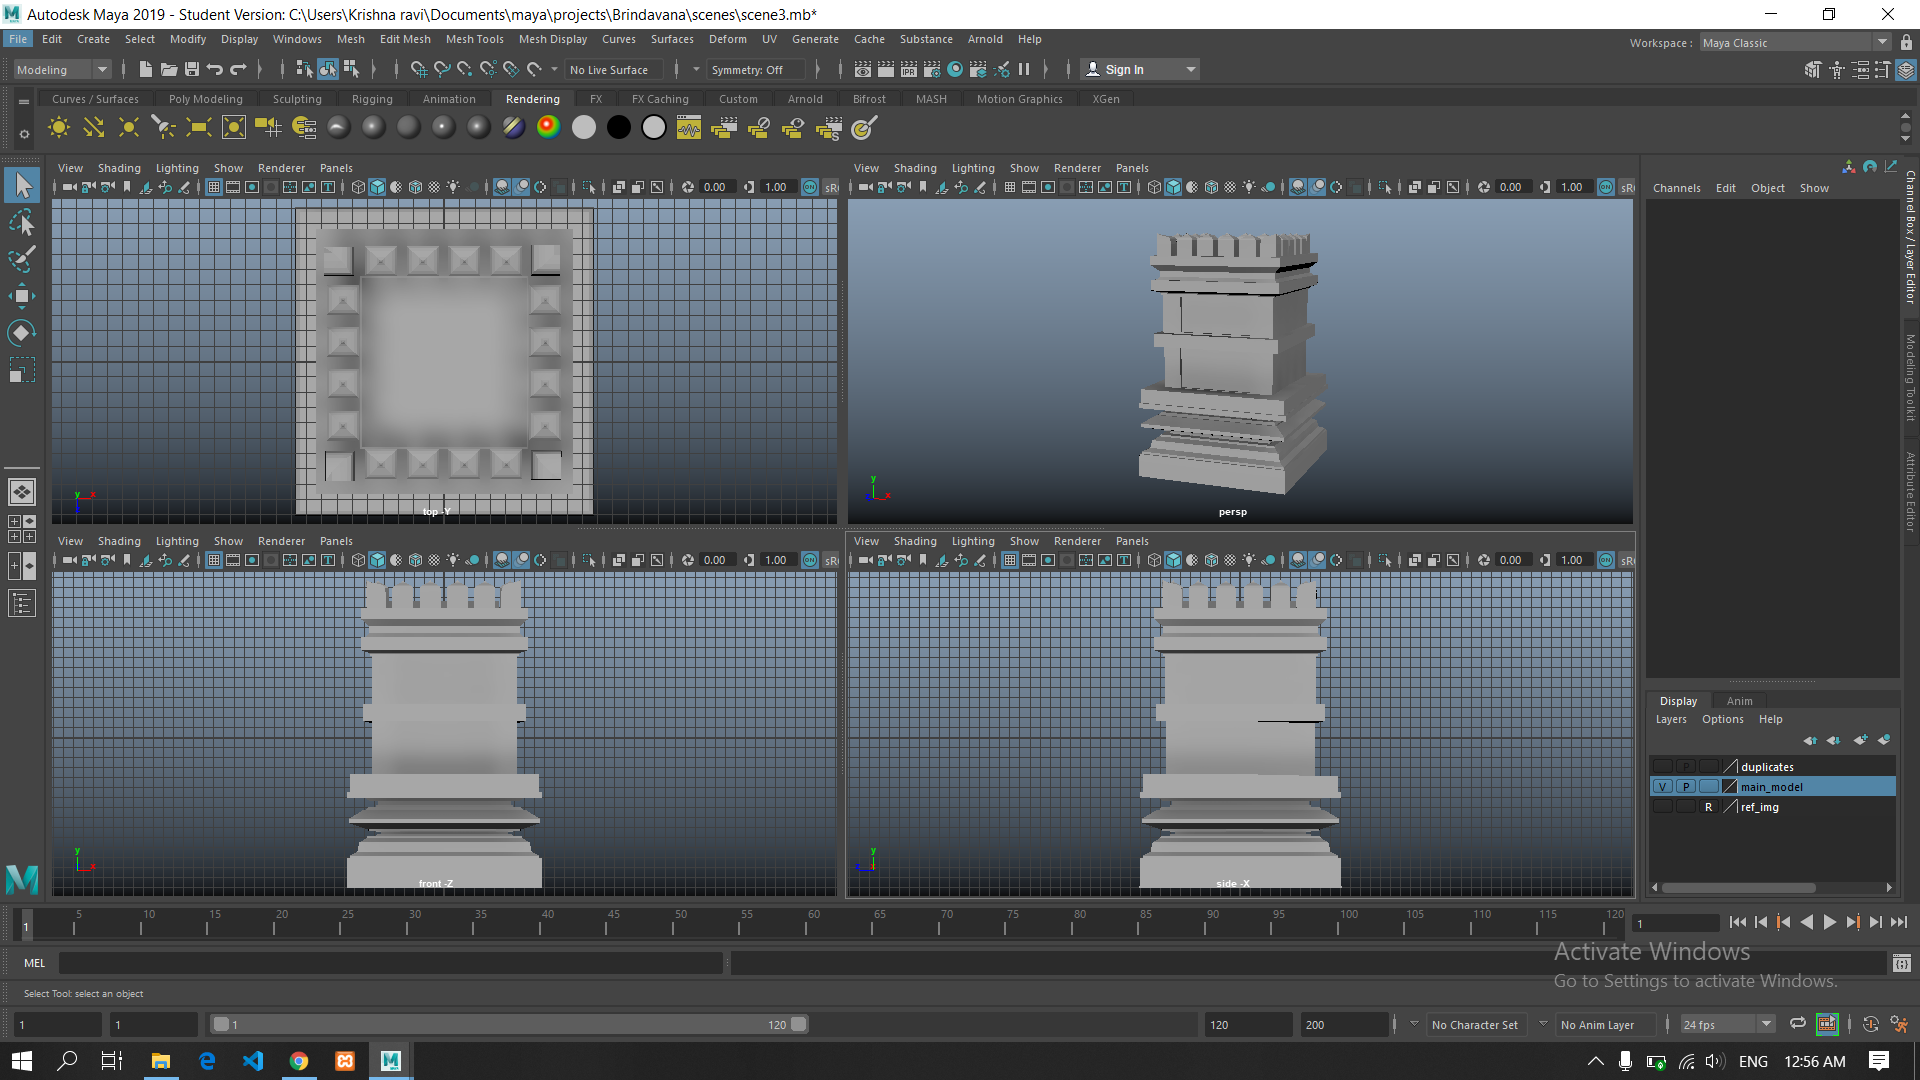 Autodesk Maya 2019 - Student Version: C:\Users\Krishna ravi\Documents\maya\projects\Brindavana\scenes\scene3.mb*
File Edit Create Select Modify Display Windows Mesh Edit Mesh Mesh Tools Mesh Display Curves Surfaces Deform UV Generate Cache Substance Arnold Help
Workspace : Maya Classic
Modeling No Live Surface Symmetry: Off Sign In
Curves / Surfaces Poly Modeling Sculpting Rigging Animation Rendering FX FX Caching Custom Arnold Bifrost MASH Motion Graphics XGen
IPR
View Shading Lighting Show Renderer Panels
0.00 1.00 ON sR
top -Y
View Shading Lighting Show Renderer Panels
0.00 1.00 ON sR
persp
View Shading Lighting Show Renderer Panels
0.00 1.00 ON sR
front -Z
View Shading Lighting Show Renderer Panels
0.00 1.00 ON sR
side -X
Channels Edit Object Show
Channel Box / Layer Editor
Modeling Toolkit
Attribute Editor
Display Anim
Layers Options Help
P duplicates
V P main_model
R ref_img
1 5 10 15 20 25 30 35 40 45 50 55 60 65 70 75 80 85 90 95 100 105 110 115 120 1
MEL
Activate Windows
Go to Settings to activate Windows.
Select Tool: select an object
1 1 1 120 120 200 No Character Set No Anim Layer 24 fps
ENG 12:56 AM